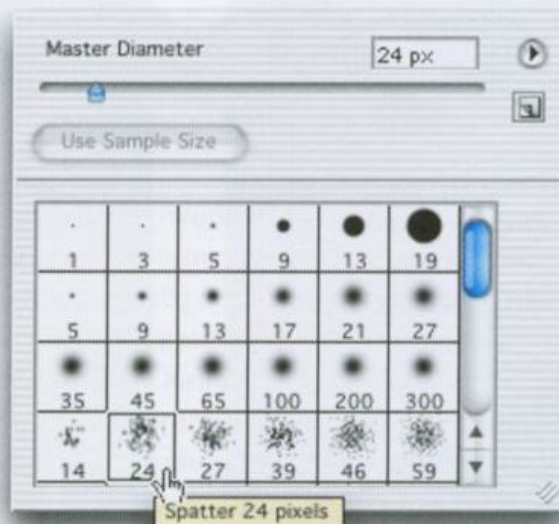 Master Diameter 24 px
Use Sample Size
1 3 5 9 13 19
5 9 13 17 21 27
35 45 65 100 200 300
14 24 27 39 46 59
Spatter 24 pixels